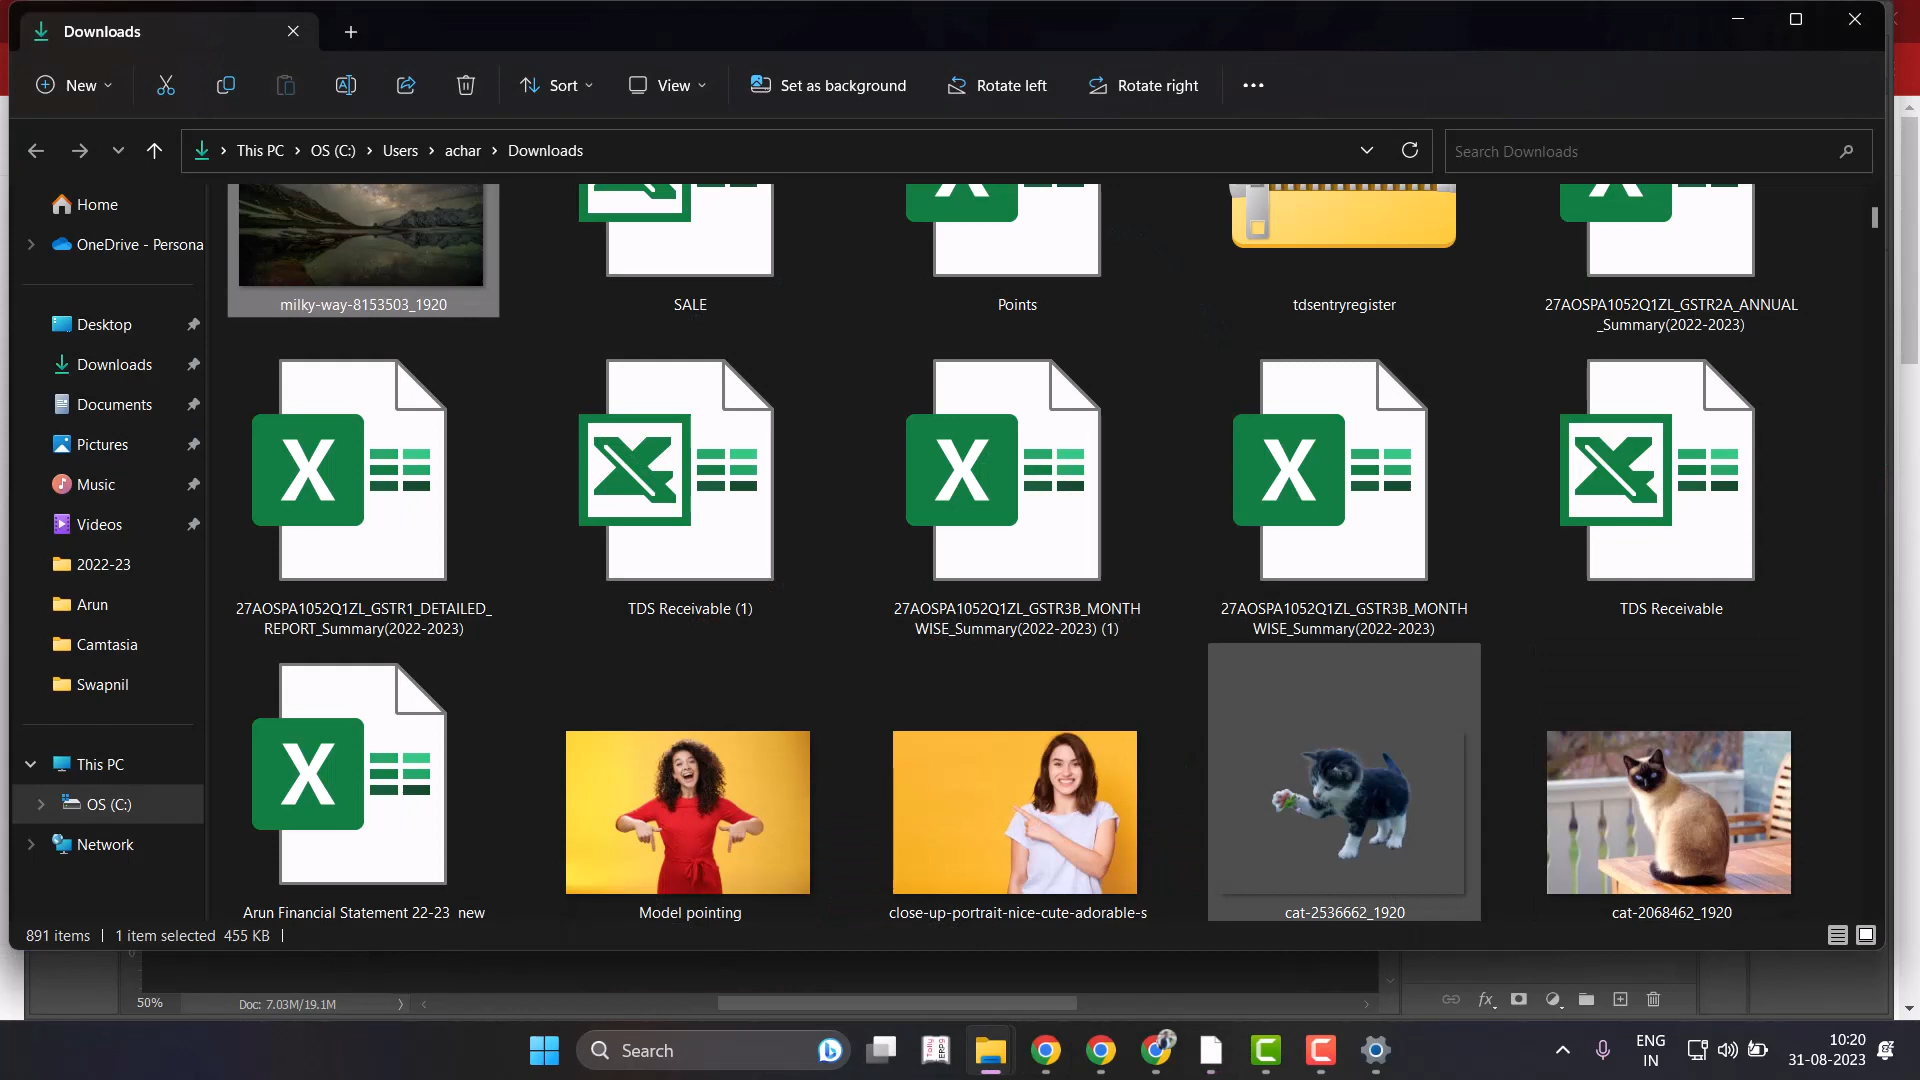 Downloads
New
Sort
View
Set as background
Rotate left
Rotate right
This PC
OS (C:)
Users
achar
Downloads
Search Downloads
Home
OneDrive - Persona
Desktop
Downloads
Documents
Pictures
Music
Videos
2022-23
Arun
Camtasia
Swapnil
This PC
OS (C:)
Network
milky-way-8153503_1920
SALE
Points
tdsentryregister
27AOSPA1052Q1ZL_GSTR2A_ANNUAL
_Summary(2022-2023)
27AOSPA1052Q1ZL_GSTR1_DETAILED_
REPORT_Summary(2022-2023)
TDS Receivable (1)
27AOSPA1052Q1ZL_GSTR3B_MONTH
WISE_Summary(2022-2023) (1)
27AOSPA1052Q1ZL_GSTR3B_MONTH
WISE_Summary(2022-2023)
TDS Receivable
Arun Financial Statement 22-23 new
Model pointing
close-up-portrait-nice-cute-adorable-s
cat-2536662_1920
cat-2068462_1920
891 items
1 item selected 455 KB
50%
Doc: 7.03M/19.1M
fx
Search
Tally
ERP9
ENG
IN
10:20
31-08-2023